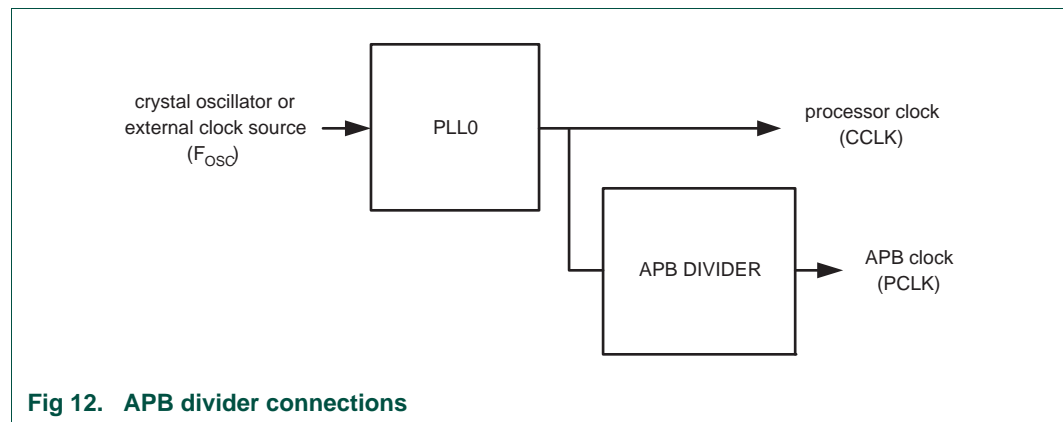 crystal oscillator or
external clock source
(FOSC)
PLL0
processor clock
(CCLK)
APB DIVIDER
APB clock
(PCLK)
Fig 12. APB divider connections